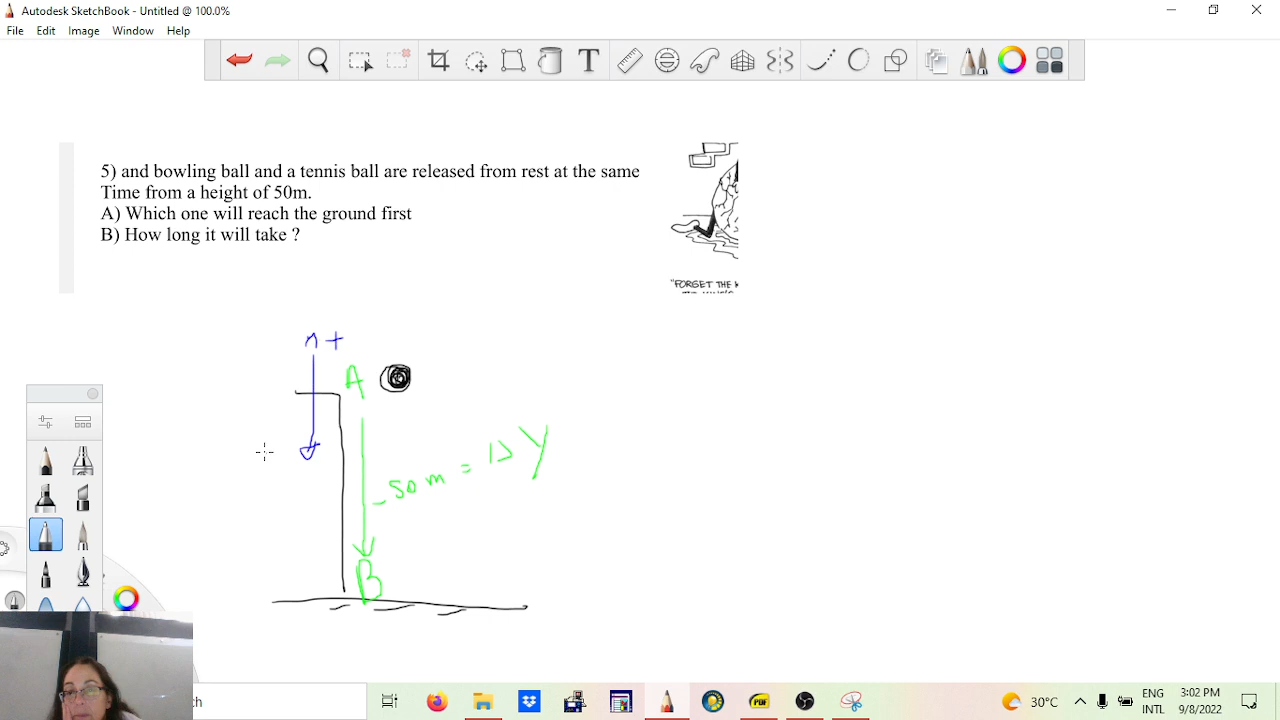 Autodesk SketchBook - Untitled @ 100.0%
File Edit Image Window Help
T
5) and bowling ball and a tennis ball are released from rest at the same
Time from a height of 50m.
A) Which one will reach the ground first
B) How long it will take ?
"FORGET THE
+
A
-50 m = Δ Y
B
ch
PDF
30°C
ENG
INTL
3:02 PM
9/8/2022